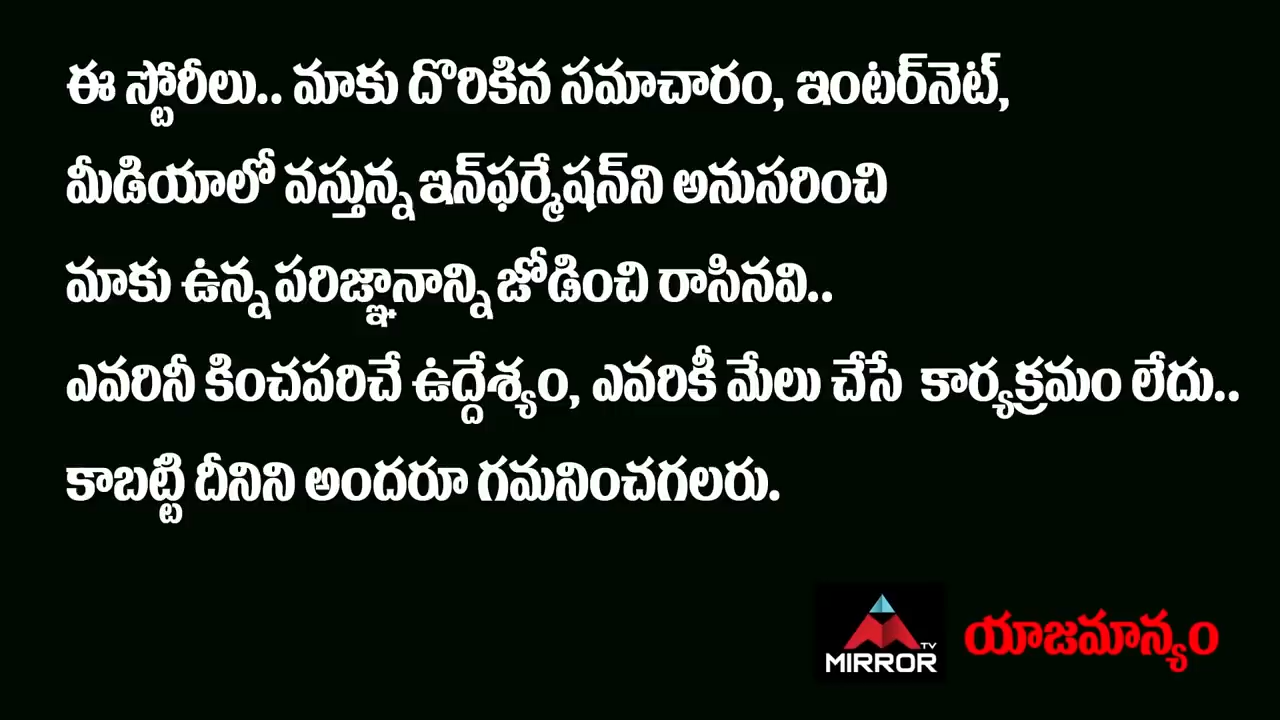 ఈ స్టోరీలు.. మాకు దొరికిన సమాచారం, ఇంటర్‌నెట్,
మీడియాలో వస్తున్న ఇన్‌ఫర్మేషన్‌ని అనుసరించి
మాకు ఉన్న పరిజ్ఞానాన్ని జోడించి రాసినవి..
ఎవరినీ కించపరిచే ఉద్దేశ్యం, ఎవరికీ మేలు చేసే కార్యక్రమం లేదు..
కాబట్టి దీనిని అందరూ గమనించగలరు.
TV
MIRROR
యాజమాన్యం